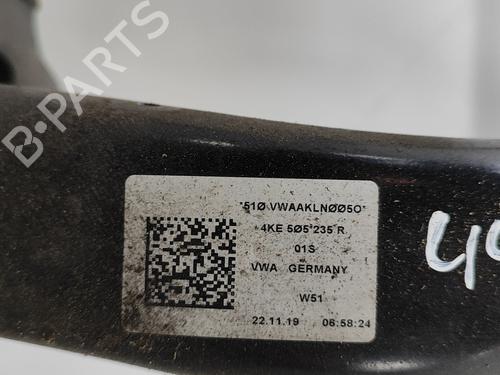 B-PARTS
*51Ø VWAAKLNØØ5O*
4KE 5Ø5 235 R
01S
VWA GERMANY
W51
22.11.19 06:58:24